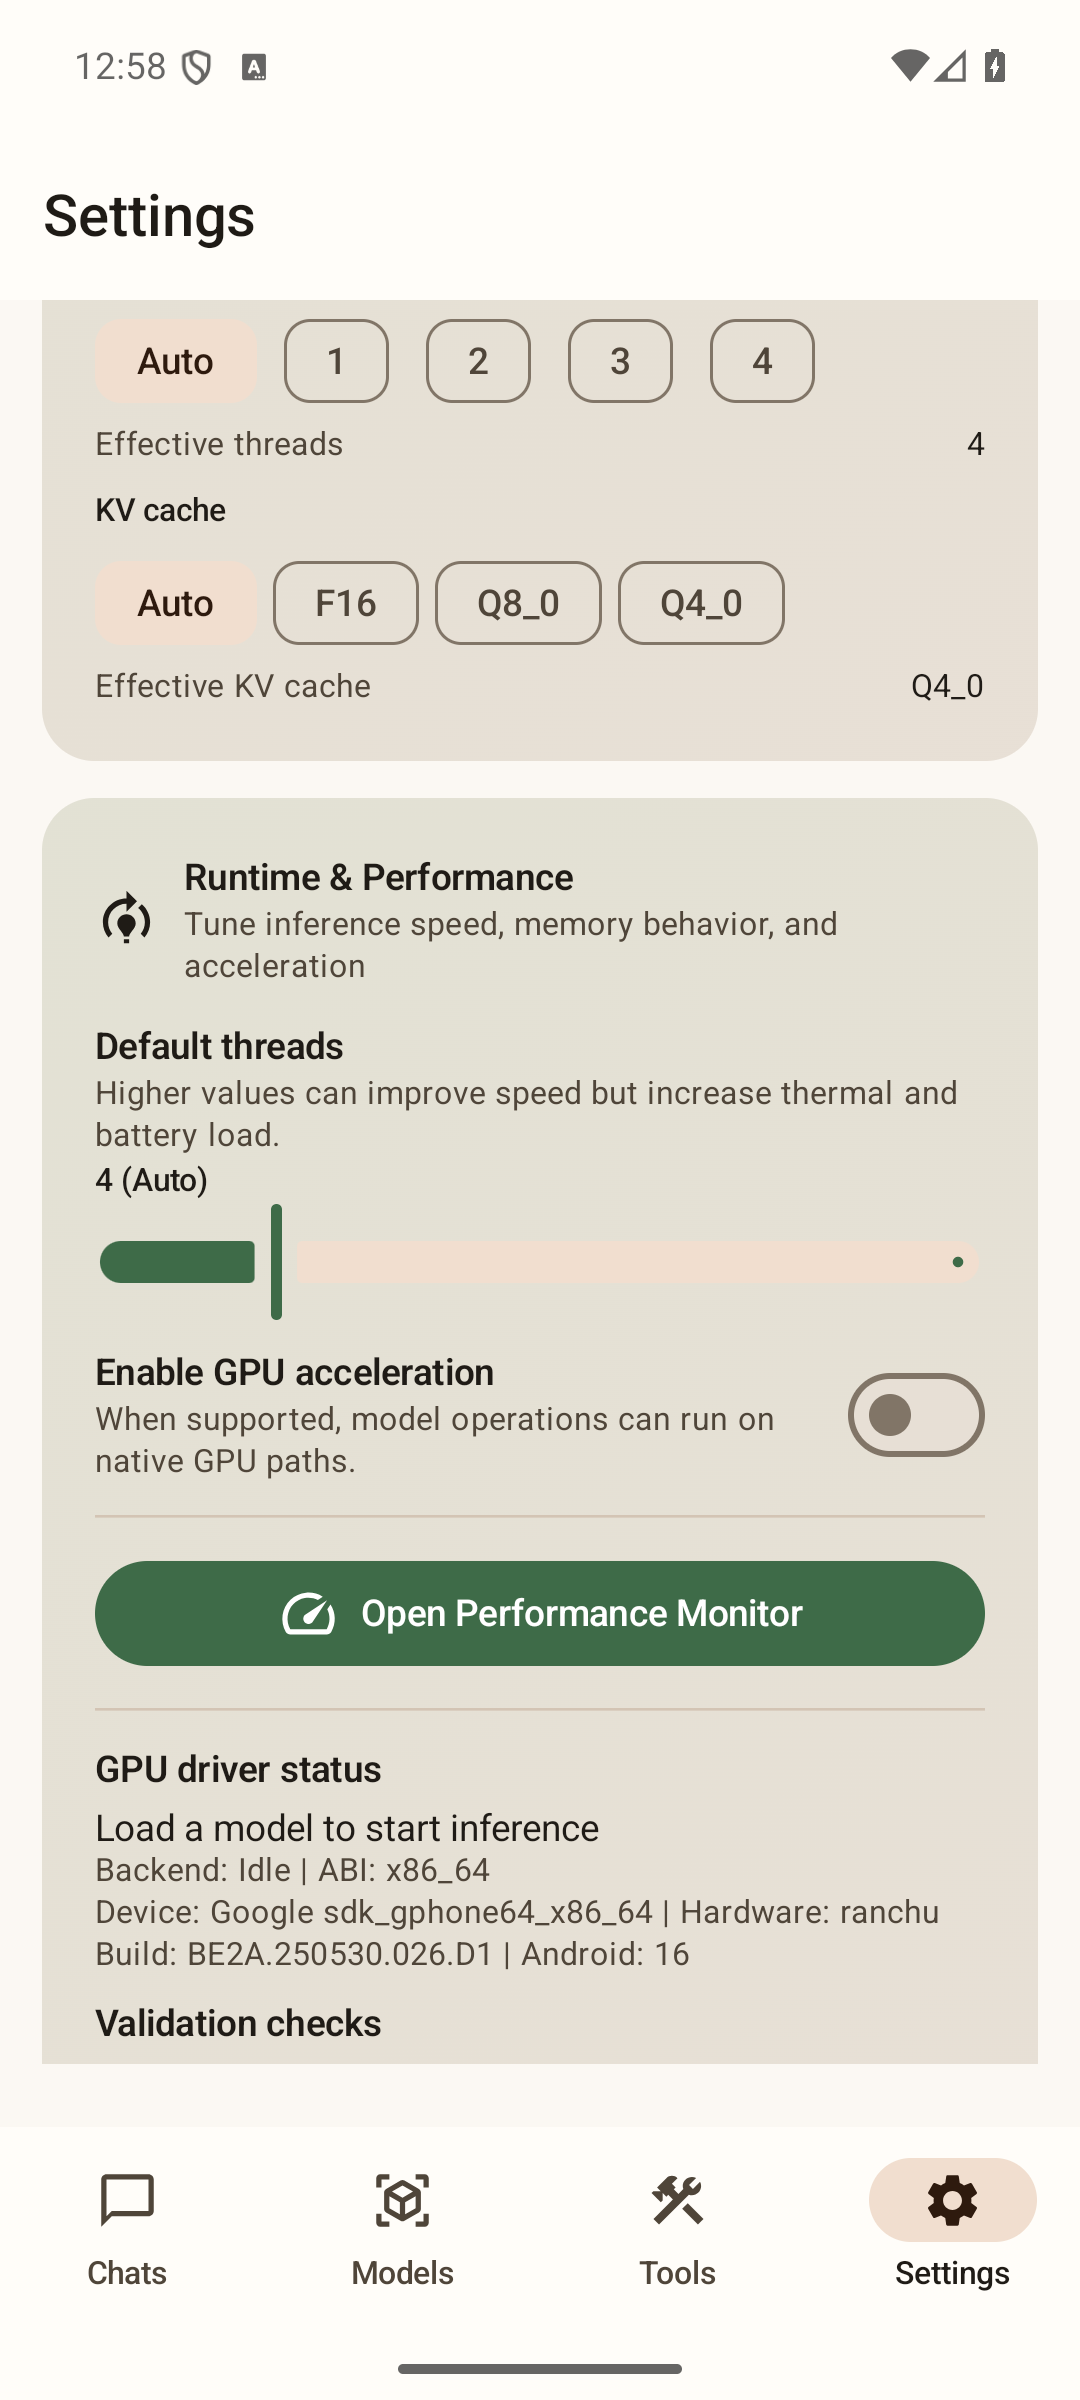 12:58
Settings
Auto 1 2 3 4
Effective threads 4
KV cache
Auto F16 Q8_0 Q4_0
Effective KV cache Q4_0
Runtime & Performance
Tune inference speed, memory behavior, and
acceleration
Default threads
Higher values can improve speed but increase thermal and
battery load.
4 (Auto)
Enable GPU acceleration
When supported, model operations can run on
native GPU paths.
Open Performance Monitor
GPU driver status
Load a model to start inference
Backend: Idle | ABI: x86_64
Device: Google sdk_gphone64_x86_64 | Hardware: ranchu
Build: BE2A.250530.026.D1 | Android: 16
Validation checks
Chats Models Tools Settings